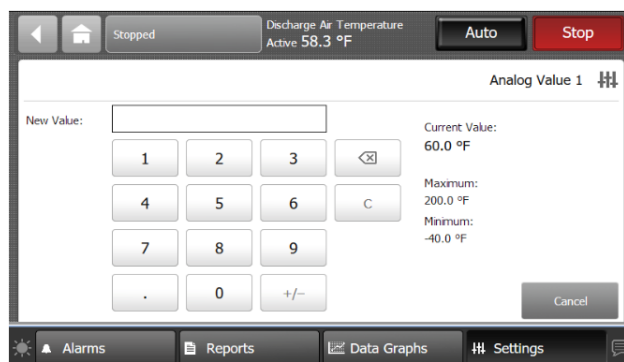 Stopped
Discharge Air Temperature
Active 58.3 °F
Auto
Stop
Analog Value 1
New Value:
Current Value:
60.0 °F
1 2 3
Maximum:
200.0 °F
4 5 6 C
Minimum:
-40.0 °F
7 8 9
. 0 +/−
Cancel
Alarms
Reports
Data Graphs
Settings